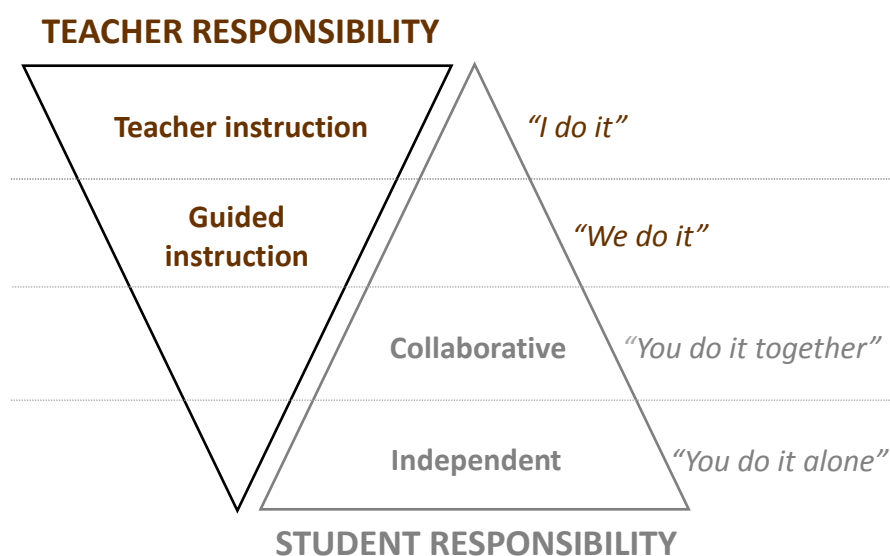 TEACHER RESPONSIBILITY
Teacher instruction
“I do it”
Guided
instruction
“We do it”
Collaborative
“You do it together”
Independent
“You do it alone”
STUDENT RESPONSIBILITY